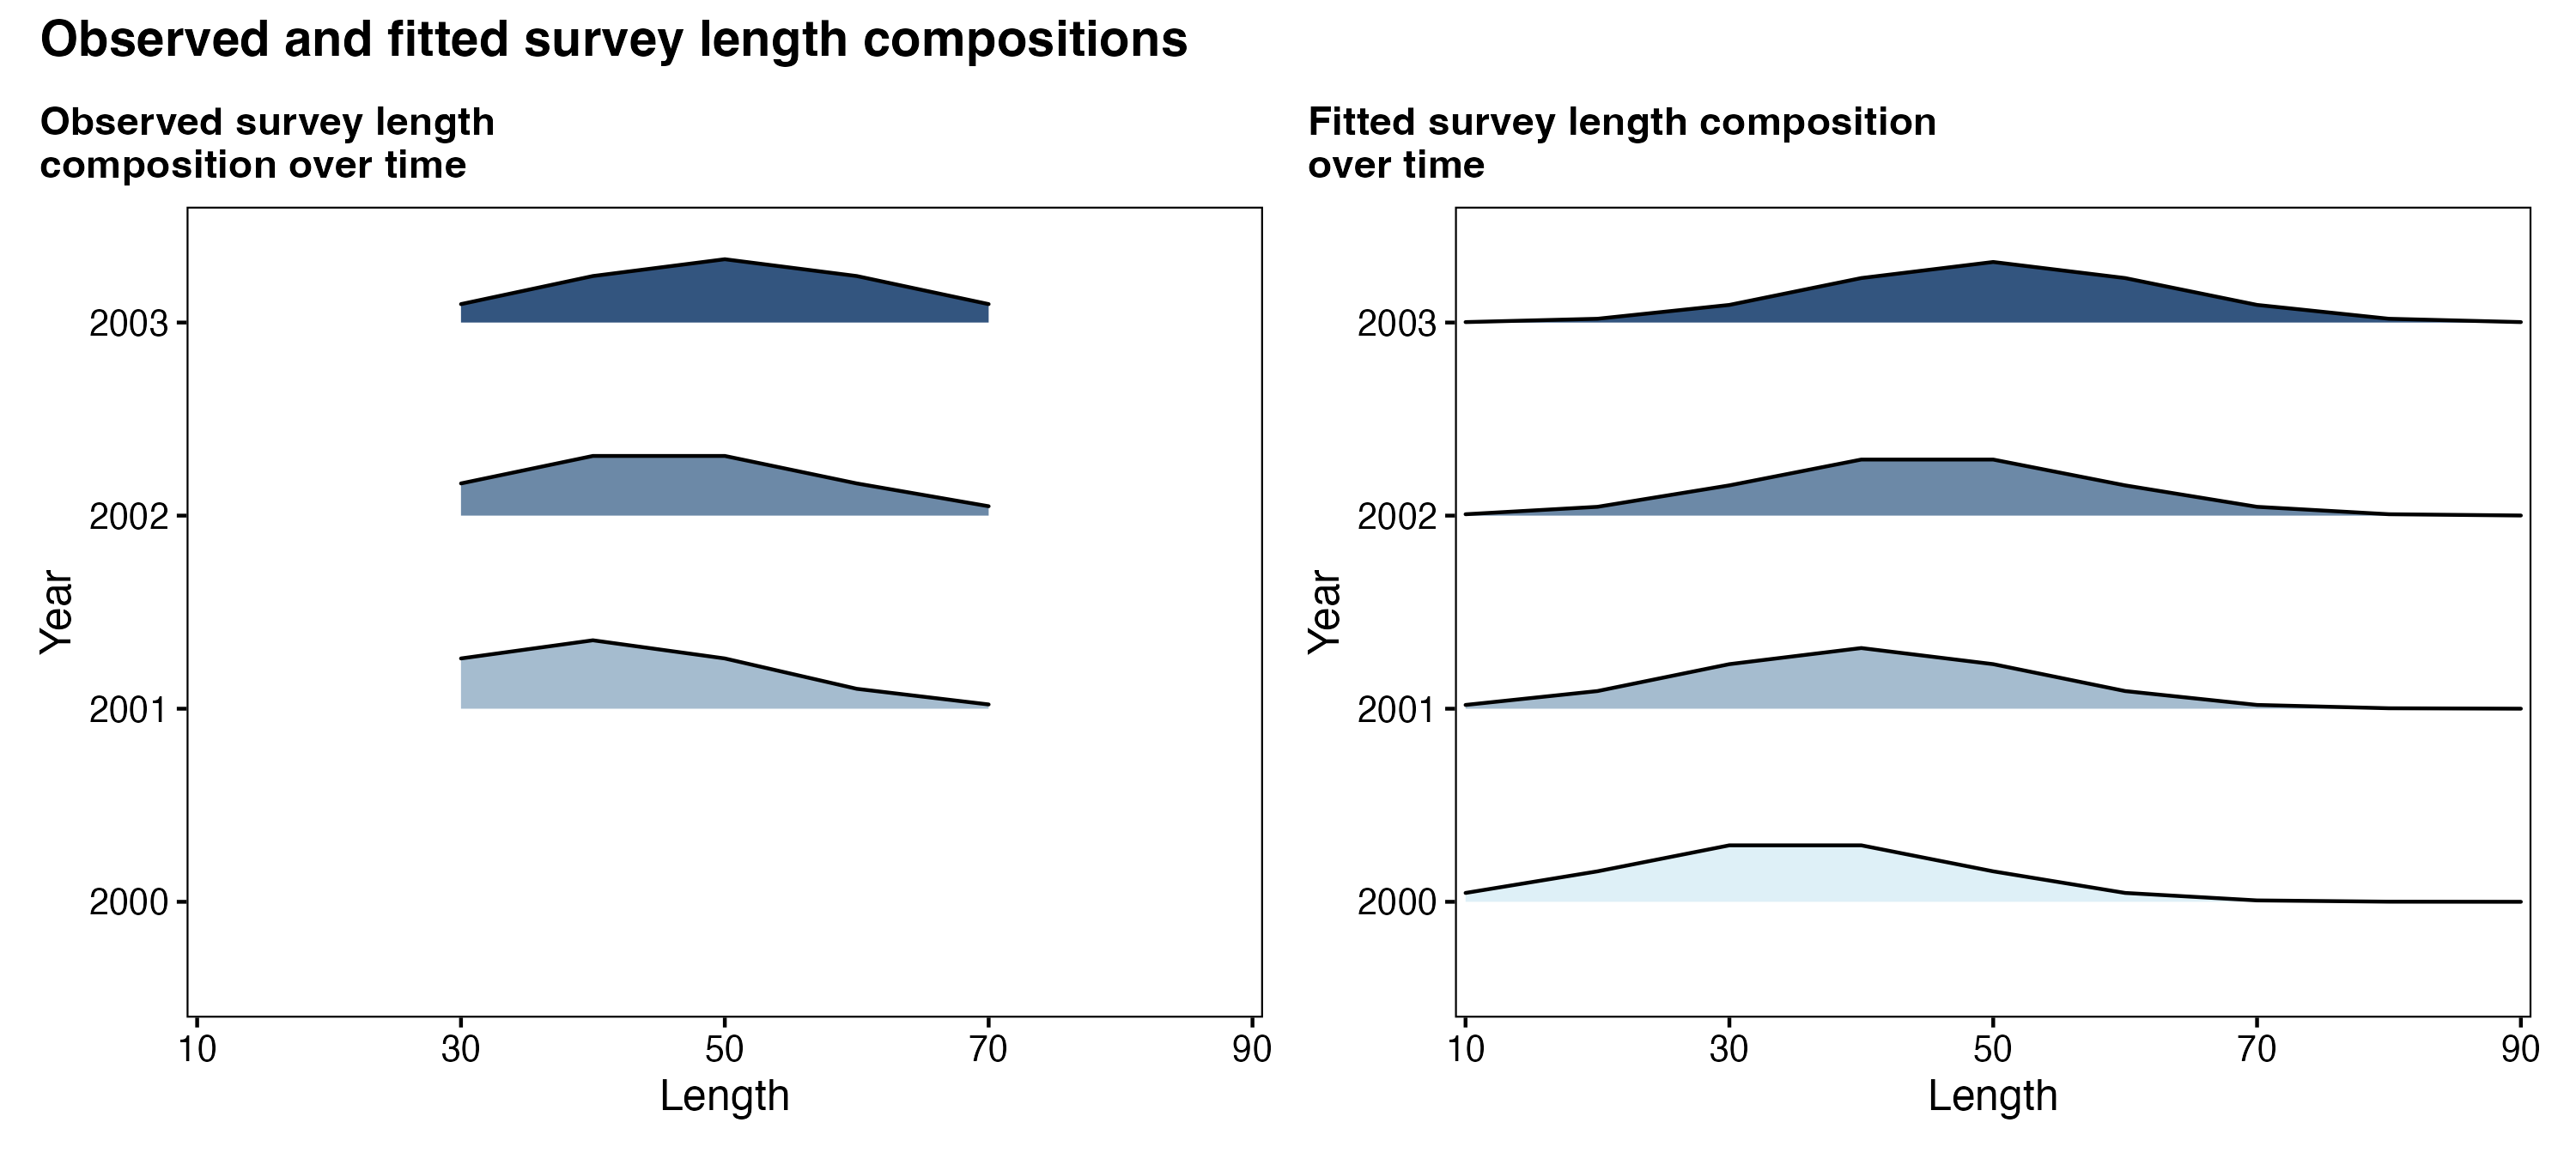 Observed and fitted survey length compositions
Observed survey length
composition over time
2003
2002
2001
2000
Year
10 30 50 70 90
Length
Fitted survey length composition
over time
2003
2002
2001
2000
Year
10 30 50 70 90
Length